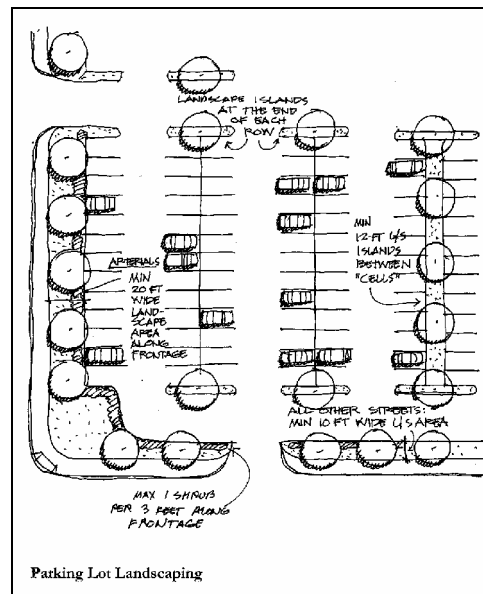 LANDSCAPE ISLANDS
AT THE END
OF EACH
ROW
MIN
12 FT L/S
ISLANDS
BETWEEN
"CELLS"
ARTERIALS
MIN
20 FT
WIDE
LAND-
SCAPE
AREA
ALONG
FRONTAGE
ALL OTHER STREETS:
MIN 10 FT WIDE L/S AREA
MAX 1 SHRUB
PER 3 FEET ALONG
FRONTAGE
Parking Lot Landscaping